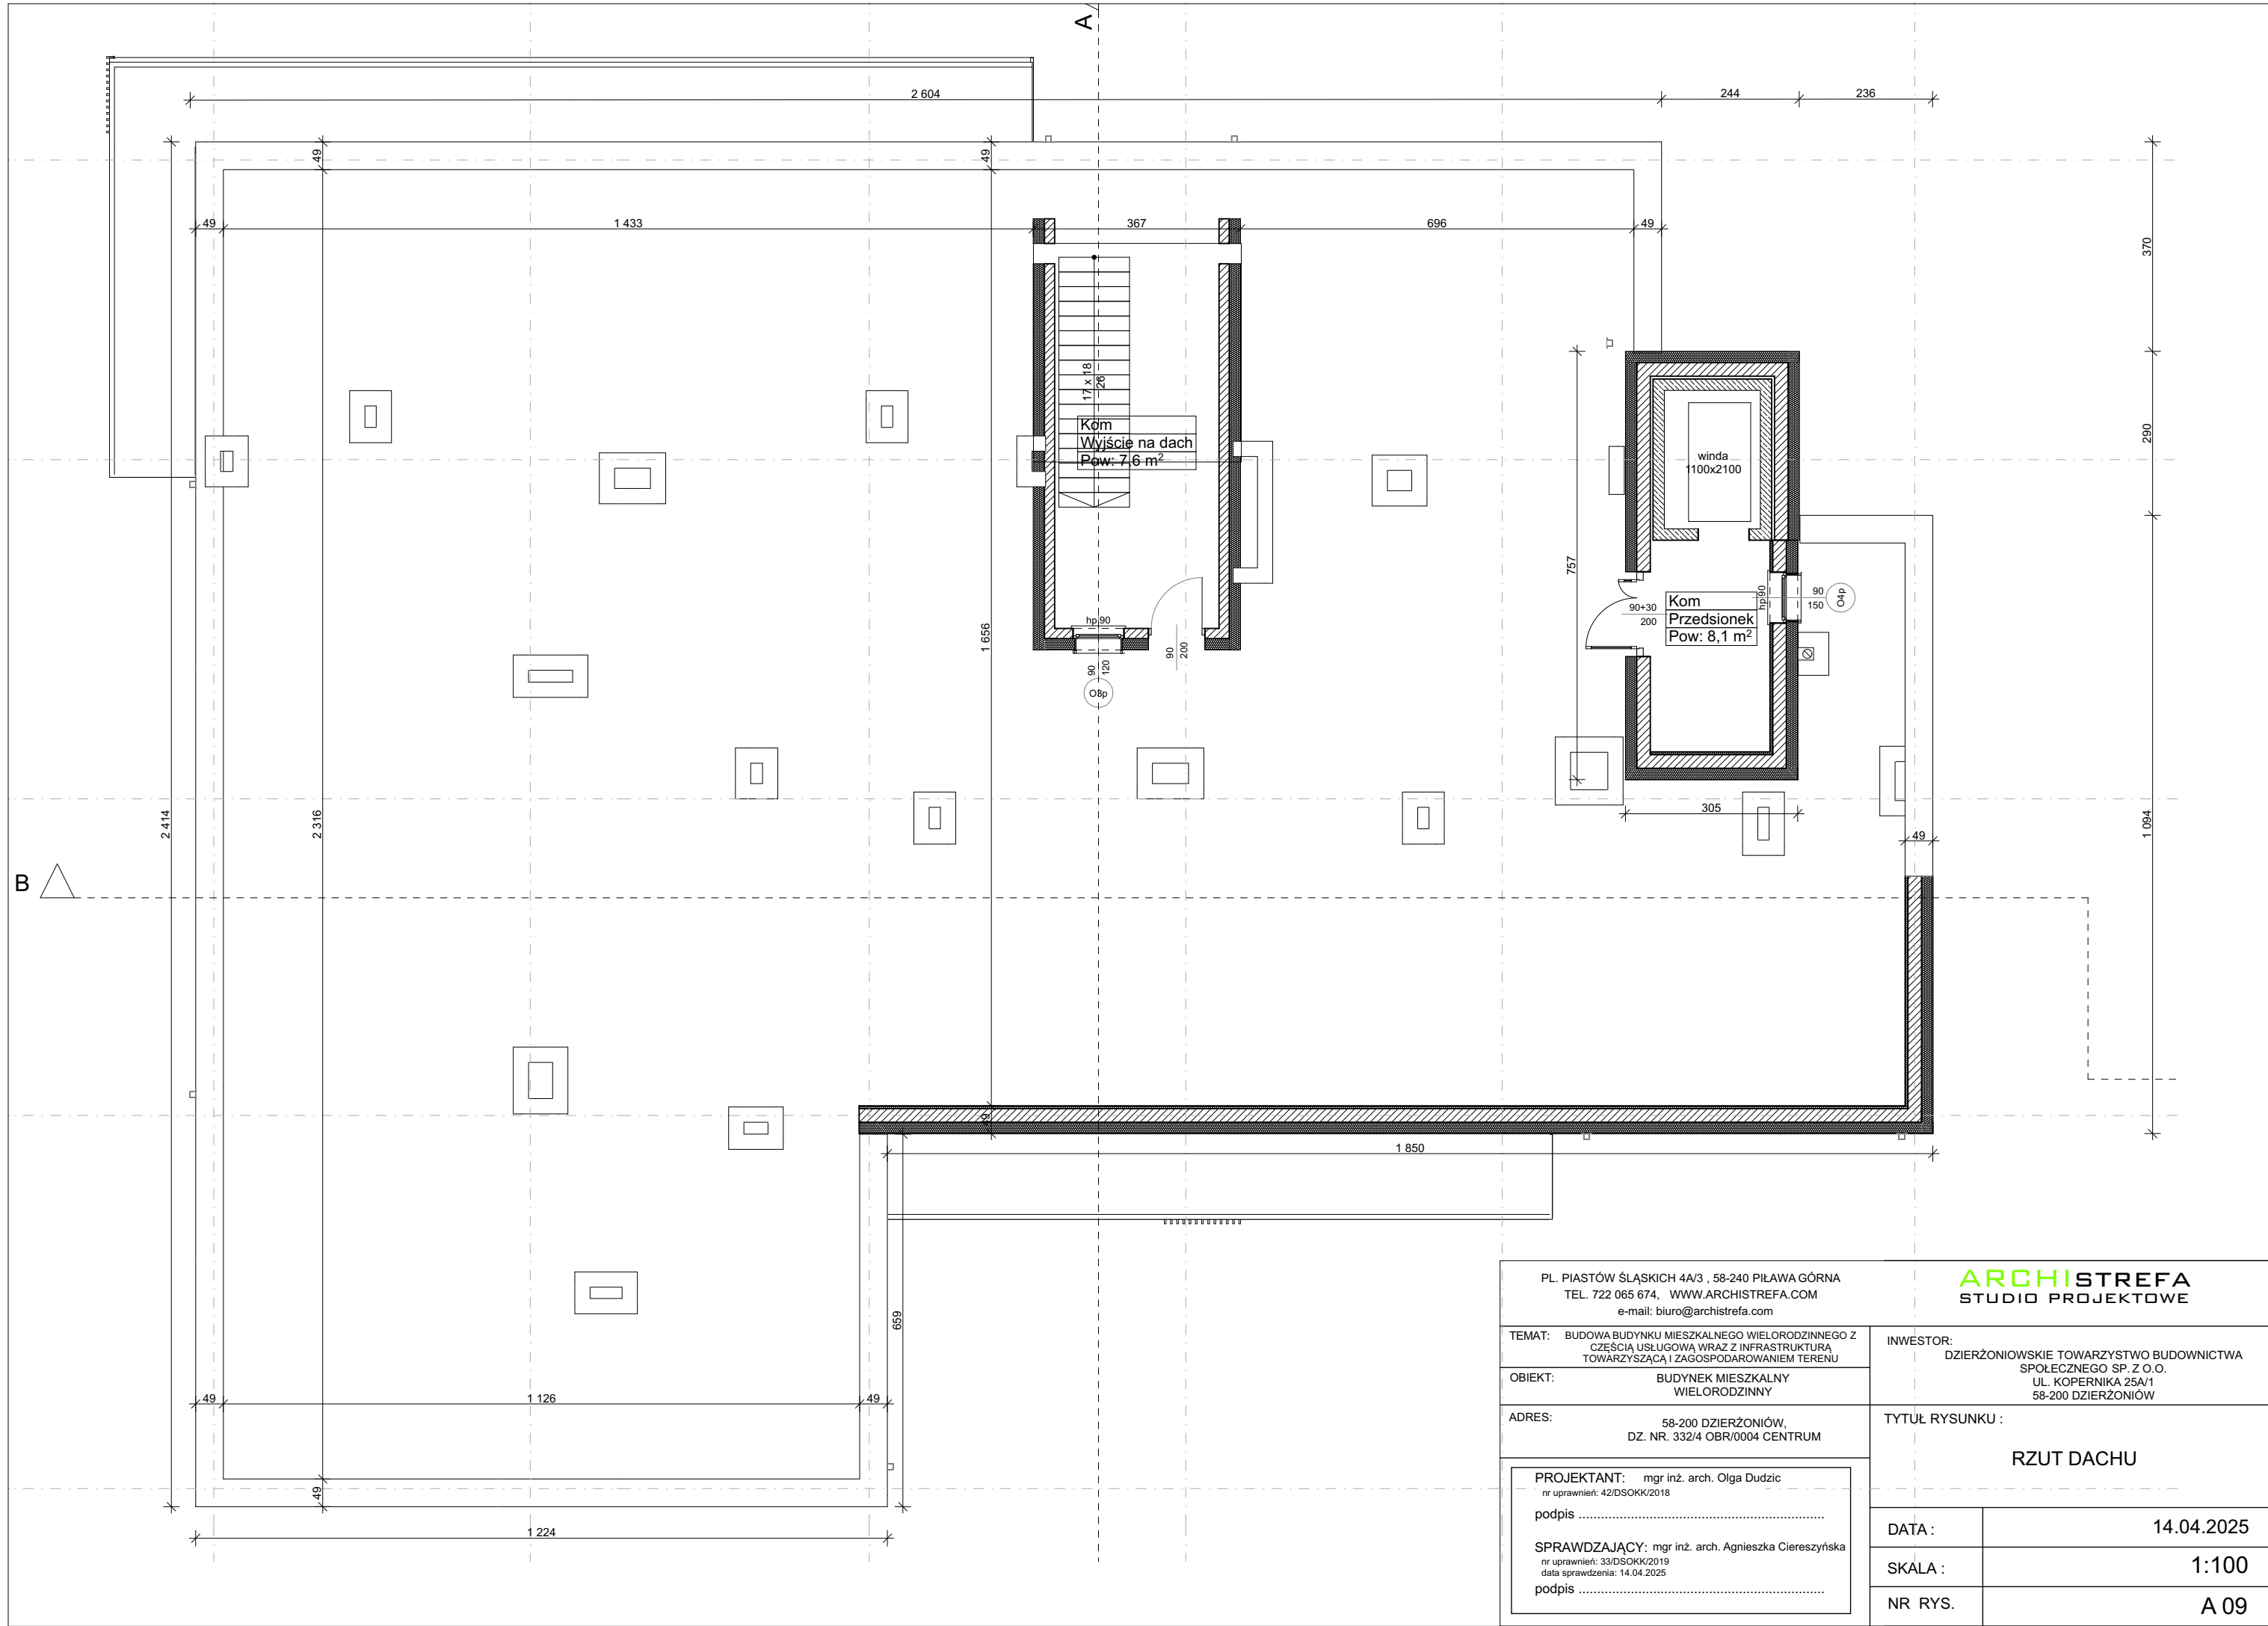 A
2 604
244
236
49
49
49
1 433
367
696
49
370
17 x 18
26
Kom
Wyjście na dach
Pow: 7,6 m²
winda
1100x2100
290
757
hp 90
90
150
O4p
90+30
200
Kom
Przedsionek
Pow: 8,1 m²
hp 90
90
120
O3p
90
200
1 656
305
49
2 414
2 316
1 094
B
49
1 850
659
49
1 126
49
49
1 224
PL. PIASTÓW ŚLĄSKICH 4A/3 , 58-240 PIŁAWA GÓRNA
TEL. 722 065 674, WWW.ARCHISTREFA.COM
e-mail: biuro@archistrefa.com
ARCHISTREFA
STUDIO PROJEKTOWE
TEMAT: BUDOWA BUDYNKU MIESZKALNEGO WIELORODZINNEGO Z
CZĘŚCIĄ USŁUGOWĄ WRAZ Z INFRASTRUKTURĄ
TOWARZYSZĄCĄ I ZAGOSPODAROWANIEM TERENU
INWESTOR:
DZIERŻONIOWSKIE TOWARZYSTWO BUDOWNICTWA
SPOŁECZNEGO SP. Z O.O.
UL. KOPERNIKA 25A/1
58-200 DZIERŻONIÓW
OBIEKT: BUDYNEK MIESZKALNY
WIELORODZINNY
ADRES: 58-200 DZIERŻONIÓW,
DZ. NR. 332/4 OBR/0004 CENTRUM
TYTUŁ RYSUNKU :
RZUT DACHU
PROJEKTANT: mgr inż. arch. Olga Dudzic
nr uprawnień: 42/DSOKK/2018
podpis ..........................................................
SPRAWDZAJĄCY: mgr inż. arch. Agnieszka Ciereszyńska
nr uprawnień: 33/DSOKK/2019
data sprawdzenia: 14.04.2025
podpis ..........................................................
DATA : 14.04.2025
SKALA : 1:100
NR RYS. A 09